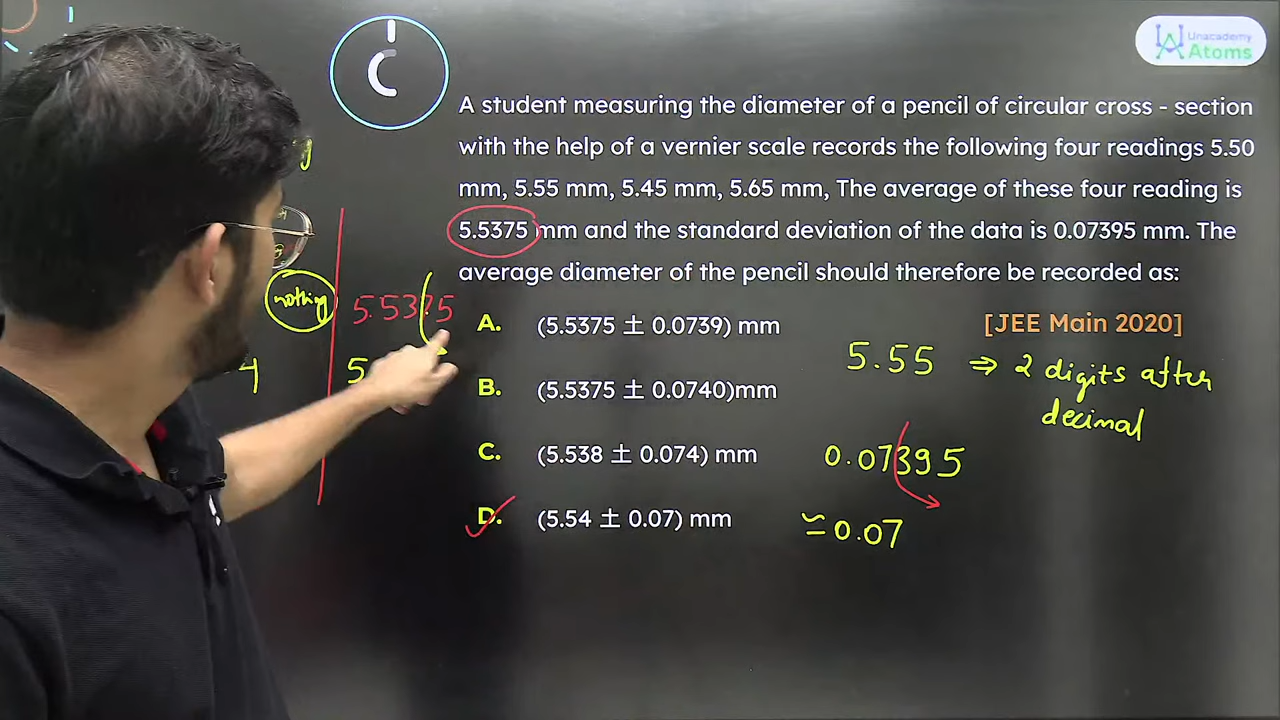 Unacademy
Atoms
A student measuring the diameter of a pencil of circular cross - section
with the help of a vernier scale records the following four readings 5.50
mm, 5.55 mm, 5.45 mm, 5.65 mm, The average of these four reading is
5.5375 mm and the standard deviation of the data is 0.07395 mm. The
average diameter of the pencil should therefore be recorded as:
nothing
5.5375
A. (5.5375 ± 0.0739) mm
[JEE Main 2020]
5.55 ⇒ 2 digits after
decimal
4
5
B. (5.5375 ± 0.0740)mm
C. (5.538 ± 0.074) mm
0.07395
D. (5.54 ± 0.07) mm
≃ 0.07